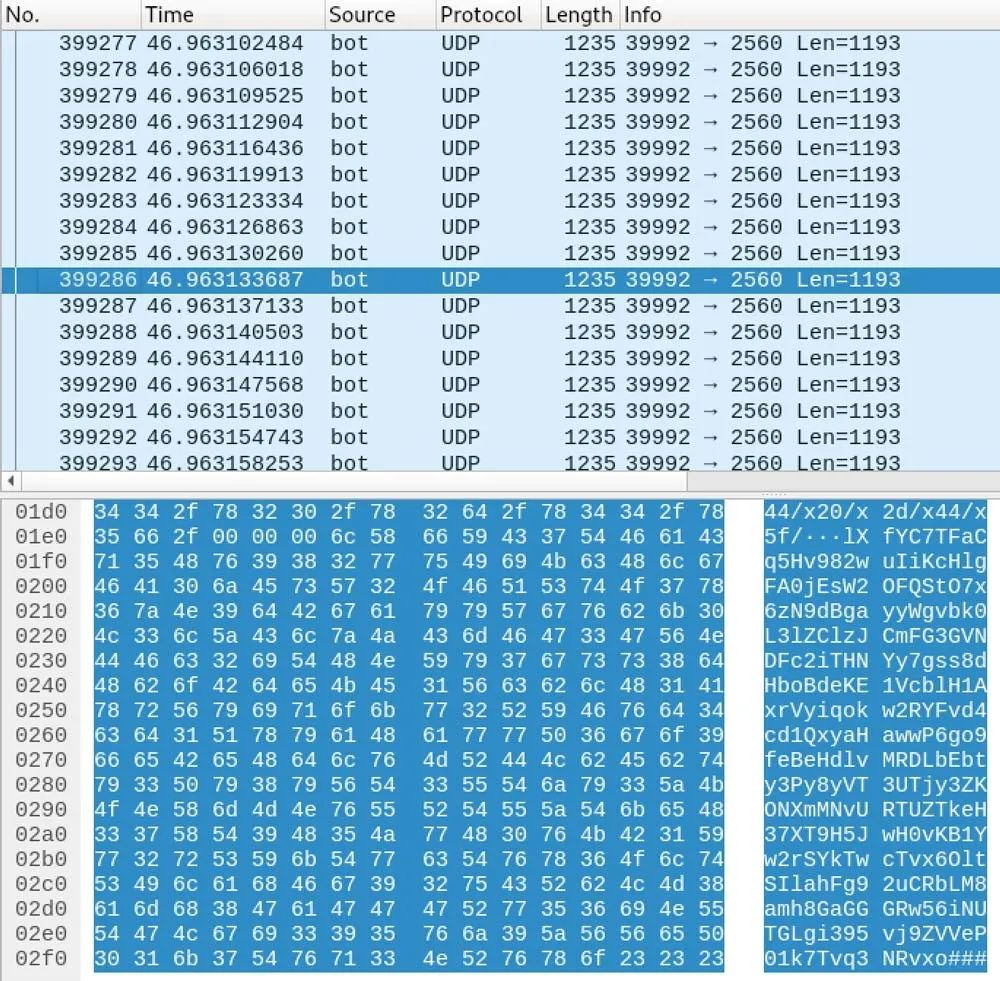 No. Time Source Protocol Length Info
399277 46.963102484 bot UDP 1235 39992 → 2560 Len=1193
399278 46.963106018 bot UDP 1235 39992 → 2560 Len=1193
399279 46.963109525 bot UDP 1235 39992 → 2560 Len=1193
399280 46.963112904 bot UDP 1235 39992 → 2560 Len=1193
399281 46.963116436 bot UDP 1235 39992 → 2560 Len=1193
399282 46.963119913 bot UDP 1235 39992 → 2560 Len=1193
399283 46.963123334 bot UDP 1235 39992 → 2560 Len=1193
399284 46.963126863 bot UDP 1235 39992 → 2560 Len=1193
399285 46.963130260 bot UDP 1235 39992 → 2560 Len=1193
399286 46.963133687 bot UDP 1235 39992 → 2560 Len=1193
399287 46.963137133 bot UDP 1235 39992 → 2560 Len=1193
399288 46.963140503 bot UDP 1235 39992 → 2560 Len=1193
399289 46.963144110 bot UDP 1235 39992 → 2560 Len=1193
399290 46.963147568 bot UDP 1235 39992 → 2560 Len=1193
399291 46.963151030 bot UDP 1235 39992 → 2560 Len=1193
399292 46.963154743 bot UDP 1235 39992 → 2560 Len=1193
399293 46.963158253 bot UDP 1235 39992 → 2560 Len=1193
01d0 34 34 2f 78 32 30 2f 78 32 64 2f 78 34 34 2f 78 44/x20/x 2d/x44/x
01e0 35 66 2f 00 00 00 6c 58 66 59 43 37 54 46 61 43 5f/···lX fYC7TFaC
01f0 71 35 48 76 39 38 32 77 75 49 69 4b 63 48 6c 67 q5Hv982w uIiKcHlg
0200 46 41 30 6a 45 73 57 32 4f 46 51 53 74 4f 37 78 FA0jEsW2 OFQStO7x
0210 36 7a 4e 39 64 42 67 61 79 79 57 67 76 62 6b 30 6zN9dBga yyWgvbk0
0220 4c 33 6c 5a 43 6c 7a 4a 43 6d 46 47 33 47 56 4e L3lZClzJ CmFG3GVN
0230 44 46 63 32 69 54 48 4e 59 79 37 67 73 73 38 64 DFc2iTHN Yy7gss8d
0240 48 62 6f 42 64 65 4b 45 31 56 63 62 6c 48 31 41 HboBdeKE 1VcblH1A
0250 78 72 56 79 69 71 6f 6b 77 32 52 59 46 76 64 34 xrVyiqok w2RYFvd4
0260 63 64 31 51 78 79 61 48 61 77 77 50 36 67 6f 39 cd1QxyaH awwP6go9
0270 66 65 42 65 48 64 6c 76 4d 52 44 4c 62 45 62 74 feBeHdlv MRDLbEbt
0280 79 33 50 79 38 79 56 54 33 55 54 6a 79 33 5a 4b y3Py8yVT 3UTjy3ZK
0290 4f 4e 58 6d 4d 4e 76 55 52 54 55 5a 54 6b 65 48 ONXmMNvU RTUZTkeH
02a0 33 37 58 54 39 48 35 4a 77 48 30 76 4b 42 31 59 37XT9H5J wH0vKB1Y
02b0 77 32 72 53 59 6b 54 77 63 54 76 78 36 4f 6c 74 w2rSYkTw cTvx6Olt
02c0 53 49 6c 61 68 46 67 39 32 75 43 52 62 4c 4d 38 SIlahFg9 2uCRbLM8
02d0 61 6d 68 38 47 61 47 47 47 52 77 35 36 69 4e 55 amh8GaGG GRw56iNU
02e0 54 47 4c 67 69 33 39 35 76 6a 39 5a 56 56 65 50 TGLgi395 vj9ZVVeP
02f0 30 31 6b 37 54 76 71 33 4e 52 76 78 6f 23 23 23 01k7Tvq3 NRvxo###